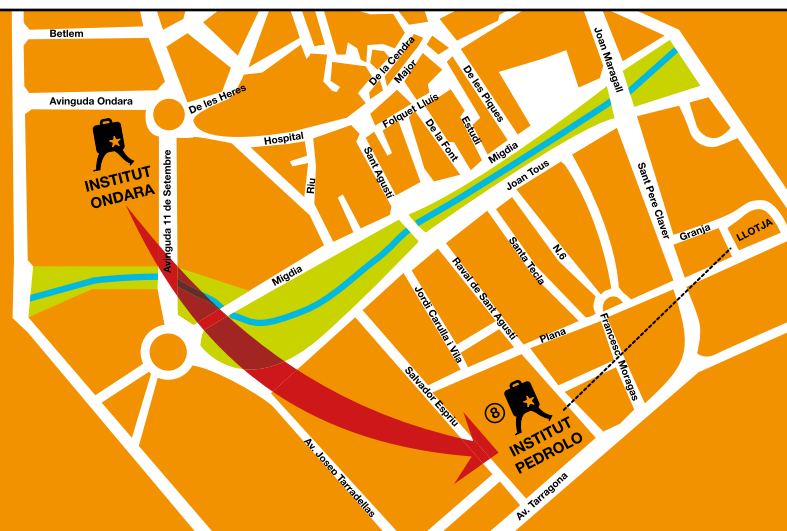 Betlem
Avinguda Ondara
De les Heres
Hospital
De la Cendra
Major
Folquet Lluís
De la Font
Estudi
De les Piques
Joan Maragall
Migdia
Joan Tous
Sant Agustí
Riu
INSTITUT
ONDARA
Avinguda 11 de Setembre
Migdia
Sant Pere Claver
Granja
LLOTJA
N.6
Santa Tecla
Raval de Sant Agustí
Jordi Carulla i Vila
Plana
Francesc Moragas
Salvador Espriu
8
INSTITUT
PEDROLO
Av. Josep Tarradellas
Av. Tarragona